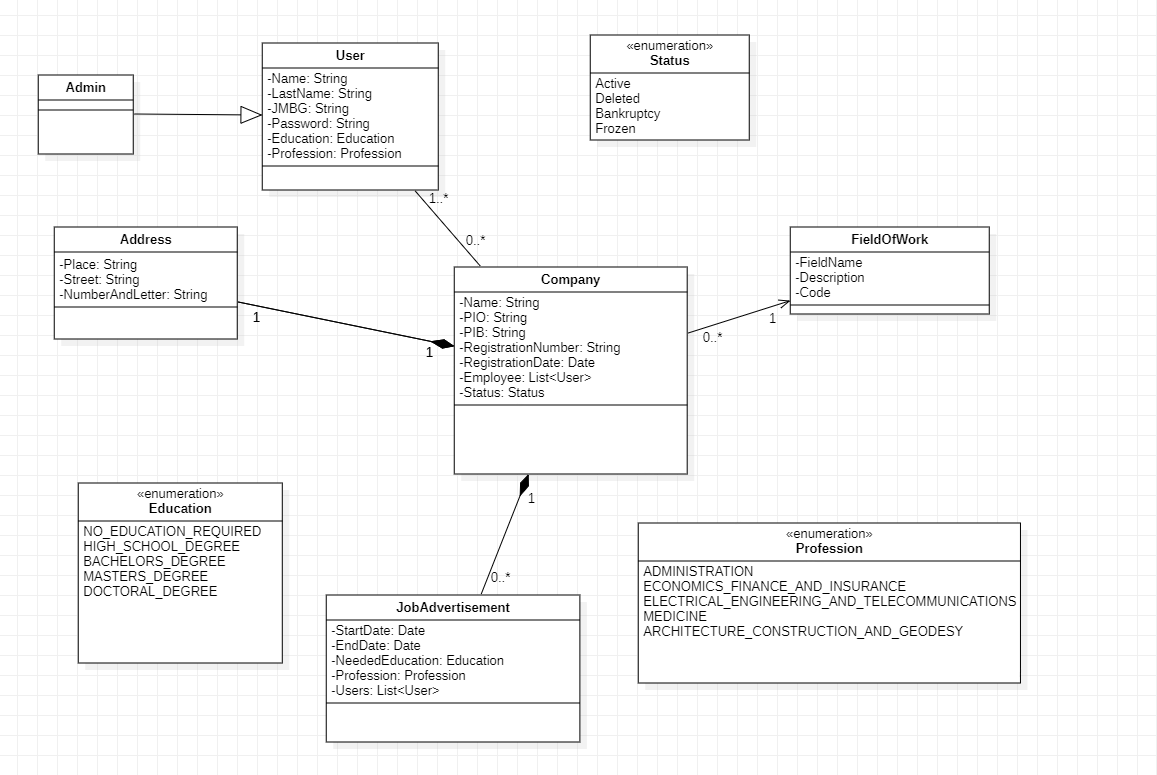 Admin
User
-Name: String
-LastName: String
-JMBG: String
-Password: String
-Education: Education
-Profession: Profession
«enumeration»
Status
Active
Deleted
Bankruptcy
Frozen
1..*
0..*
Address
-Place: String
-Street: String
-NumberAndLetter: String
1
1
Company
-Name: String
-PIO: String
-PIB: String
-RegistrationNumber: String
-RegistrationDate: Date
-Employee: List<User>
-Status: Status
FieldOfWork
-FieldName
-Description
-Code
1
0..*
1
0..*
«enumeration»
Education
NO_EDUCATION_REQUIRED
HIGH_SCHOOL_DEGREE
BACHELORS_DEGREE
MASTERS_DEGREE
DOCTORAL_DEGREE
JobAdvertisement
-StartDate: Date
-EndDate: Date
-NeededEducation: Education
-Profession: Profession
-Users: List<User>
«enumeration»
Profession
ADMINISTRATION
ECONOMICS_FINANCE_AND_INSURANCE
ELECTRICAL_ENGINEERING_AND_TELECOMMUNICATIONS
MEDICINE
ARCHITECTURE_CONSTRUCTION_AND_GEODESY